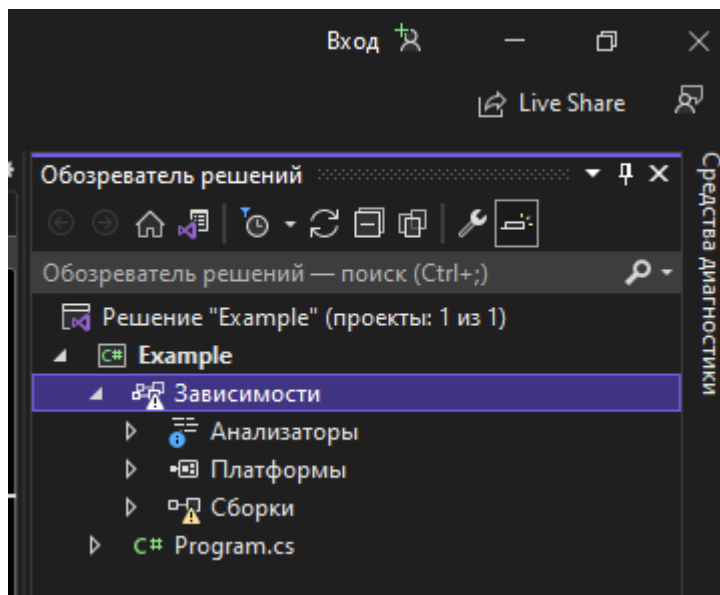 Вход
Live Share
Обозреватель решений
Обозреватель решений — поиск (Ctrl+;)
Решение "Example" (проекты: 1 из 1)
C# Example
Зависимости
Анализаторы
Платформы
Сборки
C# Program.cs
Средства диагностики